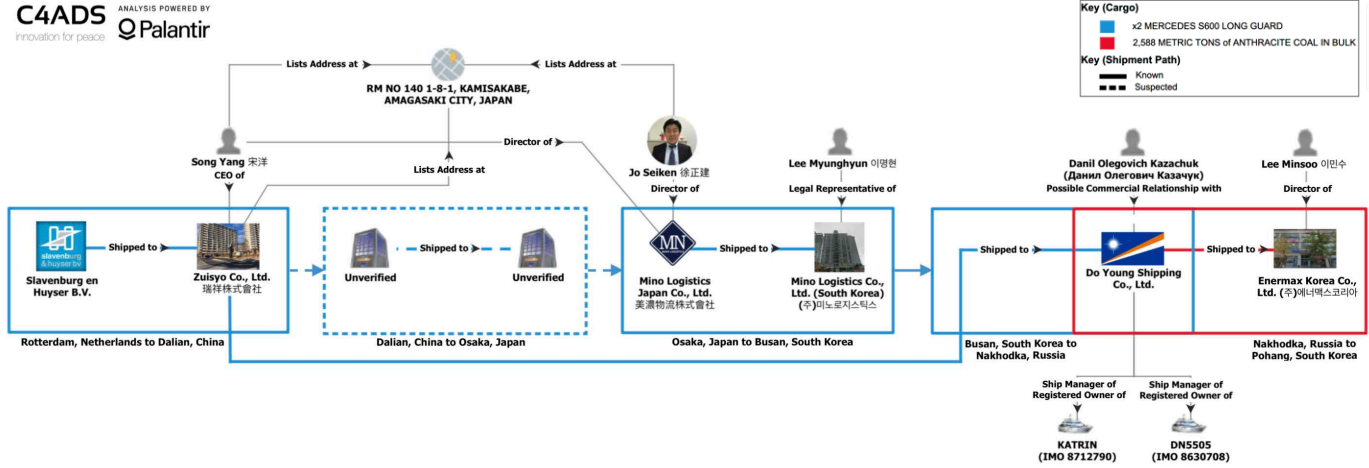 C4ADS
innovation for peace
ANALYSIS POWERED BY
Palantir
Key (Cargo)
x2 MERCEDES S600 LONG GUARD
2,588 METRIC TONS of ANTHRACITE COAL IN BULK
Key (Shipment Path)
Known
Suspected
Lists Address at
Lists Address at
RM NO 140 1-8-1, KAMISAKABE,
AMAGASAKI CITY, JAPAN
Song Yang 宋洋
CEO of
Director of
Lists Address at
Jo Seiken 徐正建
Director of
Lee Myunghyun 이명현
Legal Representative of
Danil Olegovich Kazachuk
(Данил Олегович Казачук)
Possible Commercial Relationship with
Lee Minsoo 이민수
Director of
slavenburg
& huyser bv
Slavenburg en
Huyser B.V.
Shipped to
Zuisyo Co., Ltd.
瑞祥株式會社
Unverified
Shipped to
Unverified
MN
Mino Logistics
Japan Co., Ltd.
美濃物流株式會社
Shipped to
Mino Logistics Co.,
Ltd. (South Korea)
(주)미노로지스틱스
Shipped to
Do Young Shipping
Co., Ltd.
Shipped to
Enermax Korea Co.,
Ltd. (주)에너맥스코리아
Rotterdam, Netherlands to Dalian, China
Dalian, China to Osaka, Japan
Osaka, Japan to Busan, South Korea
Busan, South Korea to
Nakhodka, Russia
Nakhodka, Russia to
Pohang, South Korea
Ship Manager of
Registered Owner of
Ship Manager of
Registered Owner of
KATRIN
(IMO 8712790)
DN5505
(IMO 8630708)